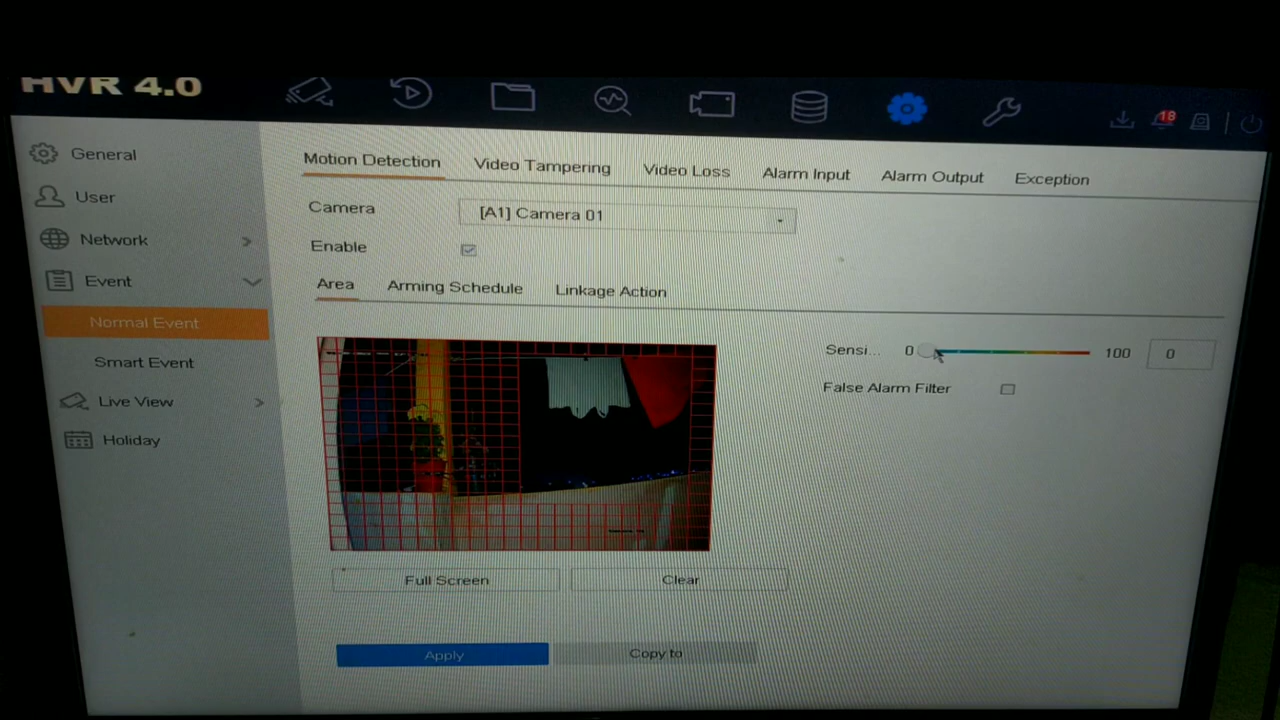 HVR 4.0
18
General
User
Network
Event
Normal Event
Smart Event
Live View
Holiday
Motion Detection Video Tampering Video Loss Alarm Input Alarm Output Exception
Camera [A1] Camera 01
Enable
Area Arming Schedule Linkage Action
Sensi... 0 100 0
False Alarm Filter
Full Screen Clear
Apply Copy to